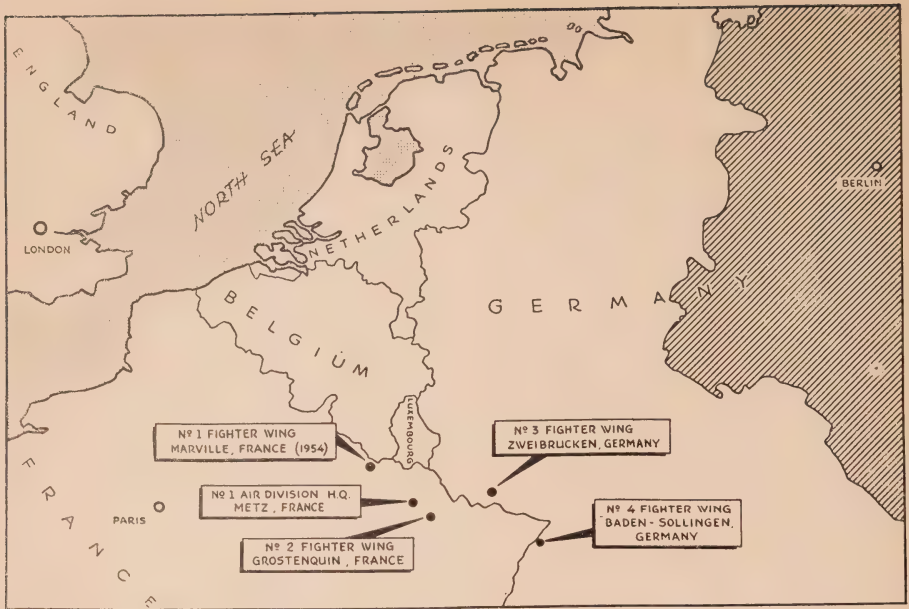 ENGLAND
LONDON
NORTH SEA
NETHERLANDS
BERLIN
GERMANY
BELGIUM
LUXEMBOURG
FRANCE
PARIS
Nº 1 FIGHTER WING
MARVILLE, FRANCE (1954)
Nº 1 AIR DIVISION H.Q.
METZ, FRANCE
Nº 2 FIGHTER WING
GROSTENQUIN, FRANCE
Nº 3 FIGHTER WING
ZWEIBRUCKEN, GERMANY
Nº 4 FIGHTER WING
BADEN-SOLLINGEN,
GERMANY